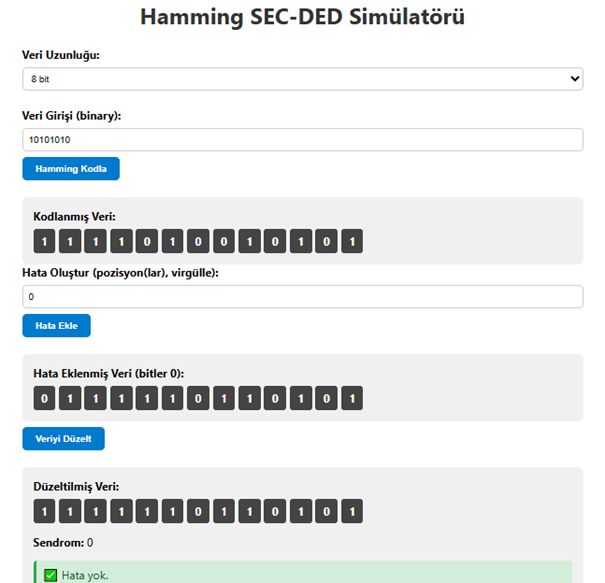 Hamming SEC-DED Simülatörü
Veri Uzunluğu:
8 bit
Veri Girişi (binary):
10101010
Hamming Kodla
Kodlanmış Veri:
1 1 1 1 0 1 0 0 1 0 1 0 1
Hata Oluştur (pozisyon(lar), virgülle):
0
Hata Ekle
Hata Eklenmiş Veri (bitler 0):
0 1 1 1 1 1 0 1 1 0 1 0 1
Veriyi Düzelt
Düzeltilmiş Veri:
1 1 1 1 1 1 0 1 1 0 1 0 1
Sendrom: 0
Hata yok.